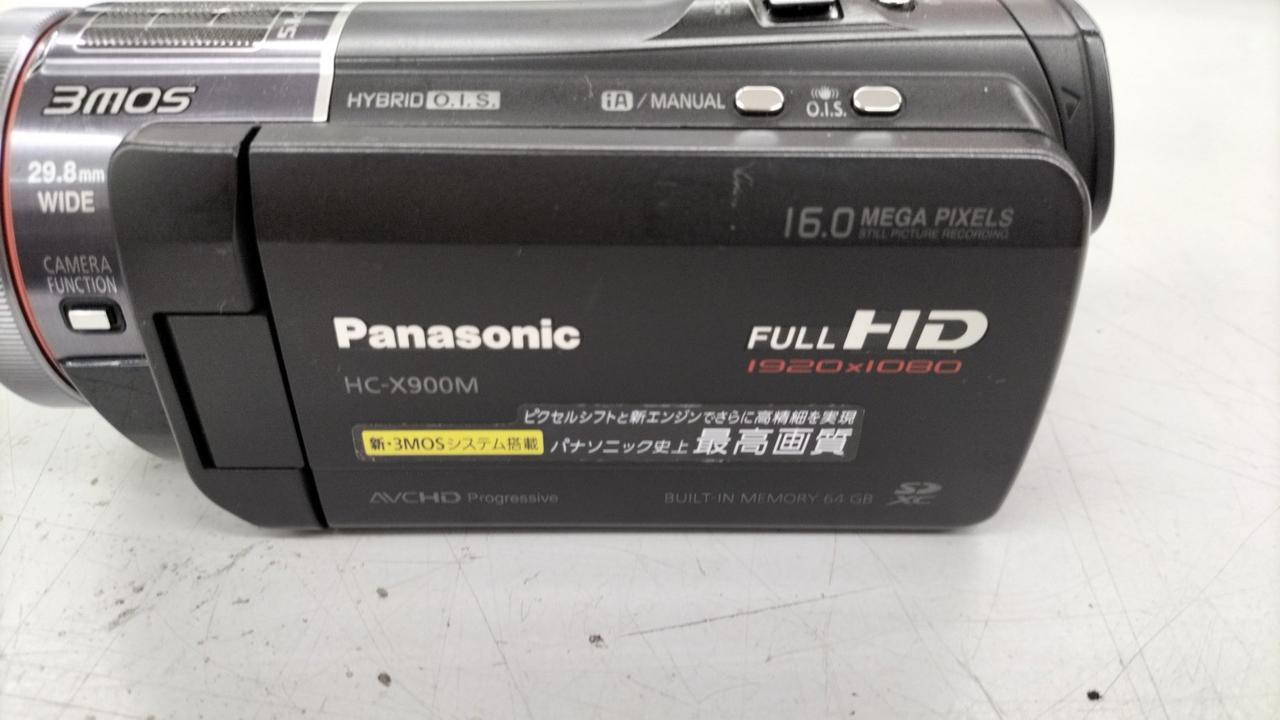 3MOS
HYBRID O.I.S.
iA/MANUAL
O.I.S.
29.8mm
WIDE
CAMERA
FUNCTION
16.0 MEGA PIXELS
STILL PICTURE RECORDING
Panasonic
HC-X900M
FULL HD
1920x1080
ピクセルシフトと新エンジンでさらに高精細を実現
新・3MOSシステム搭載 パナソニック史上 最高画質
AVCHD Progressive
BUILT-IN MEMORY 64 GB
SD
XC